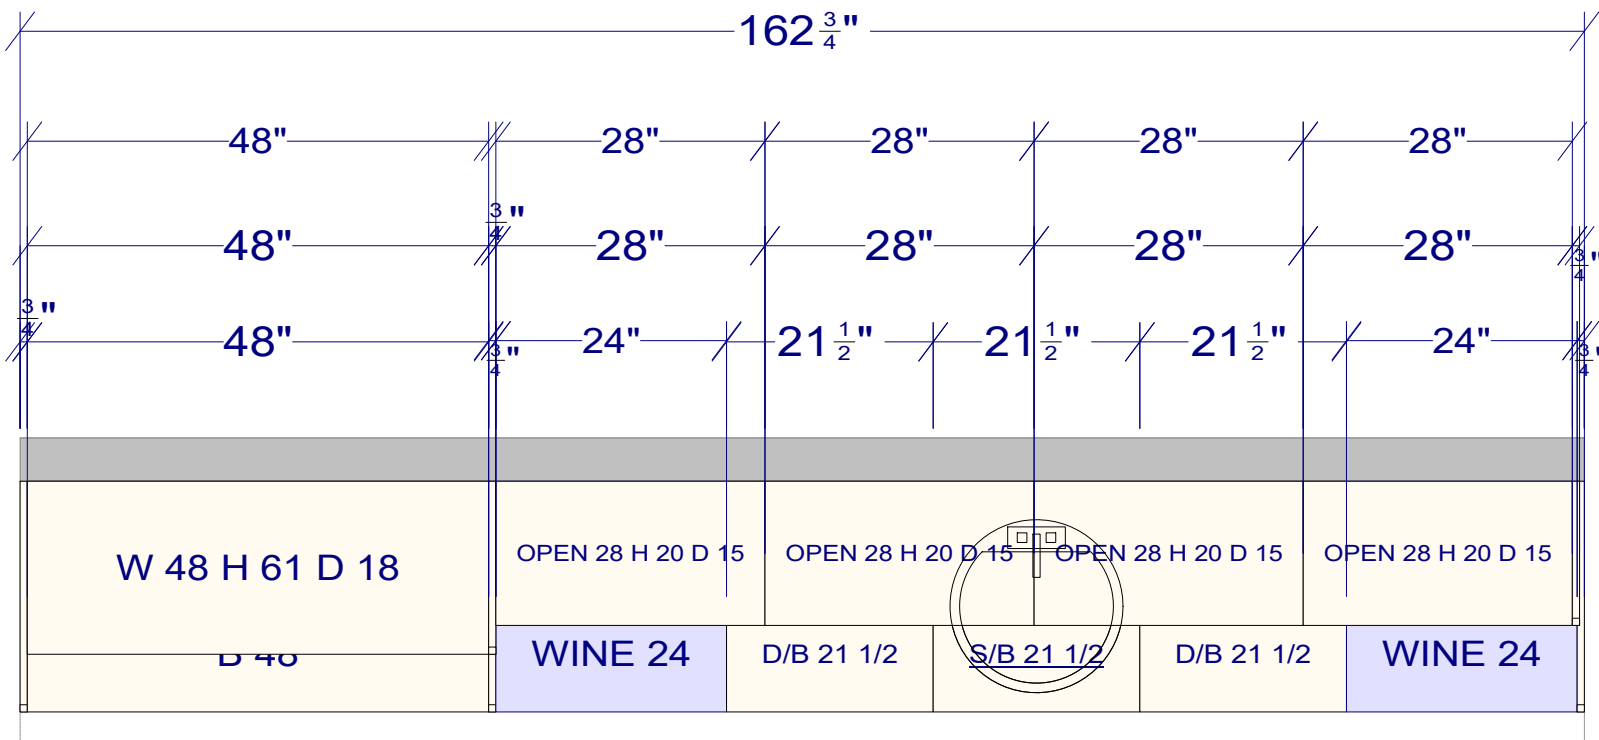 162 3/4"
48" 28" 28" 28" 28"
3/4"
48" 28" 28" 28" 28"
3/4"
3/4"
48" 24" 21 1/2" 21 1/2" 21 1/2" 24"
3/4" 3/4"
OPEN 28 H 20 D 15 OPEN 28 H 20 D 15 OPEN 28 H 20 D 15 OPEN 28 H 20 D 15
W 48 H 61 D 18
B 48 WINE 24 D/B 21 1/2 S/B 21 1/2 D/B 21 1/2 WINE 24